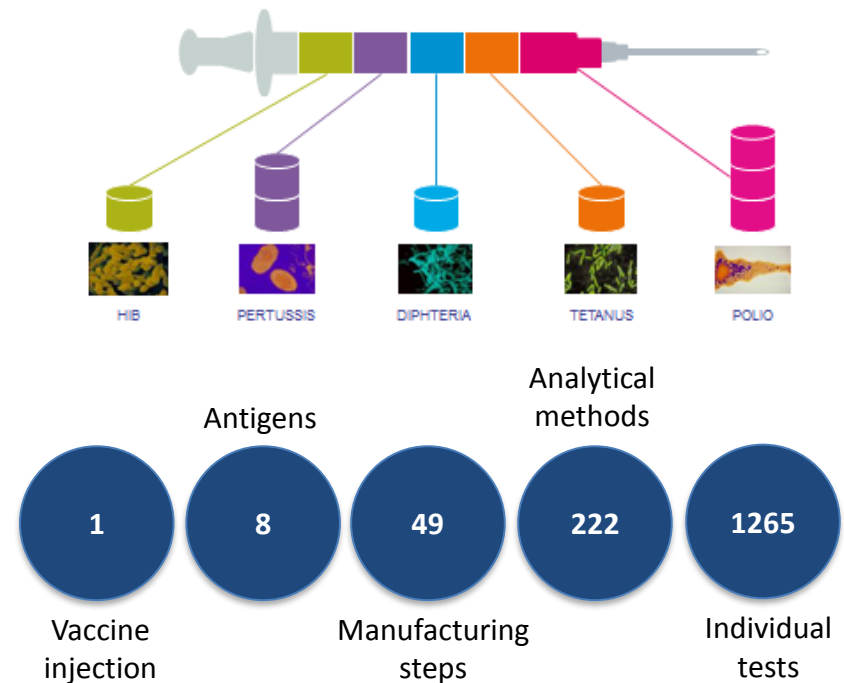 HIB
PERTUSSIS
DIPHTERIA
TETANUS
POLIO
Antigens
Analytical
methods
1
8
49
222
1265
Vaccine
injection
Manufacturing
steps
Individual
tests